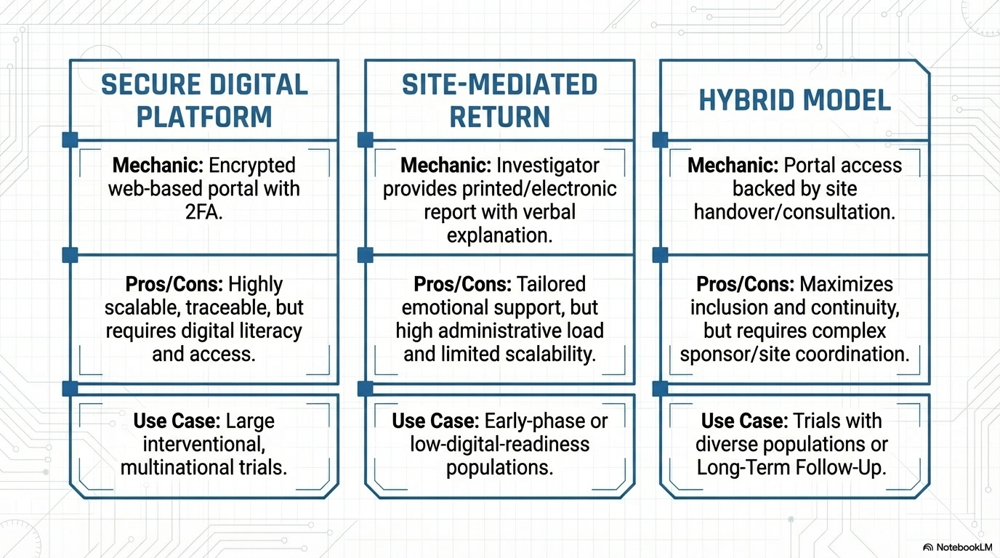 SECURE DIGITAL
PLATFORM
Mechanic: Encrypted
web-based portal with
2FA.
Pros/Cons: Highly
scalable, traceable, but
requires digital literacy
and access.
Use Case: Large
interventional,
multinational trials.
SITE-MEDIATED
RETURN
Mechanic: Investigator
provides printed/electronic
report with verbal
explanation.
Pros/Cons: Tailored
emotional support, but
high administrative load
and limited scalability.
Use Case: Early-phase or
low-digital-readiness
populations.
HYBRID MODEL
Mechanic: Portal access
backed by site
handover/consultation.
Pros/Cons: Maximizes
inclusion and continuity,
but requires complex
sponsor/site coordination.
Use Case: Trials with
diverse populations or
Long-Term Follow-Up.
NotebookLM